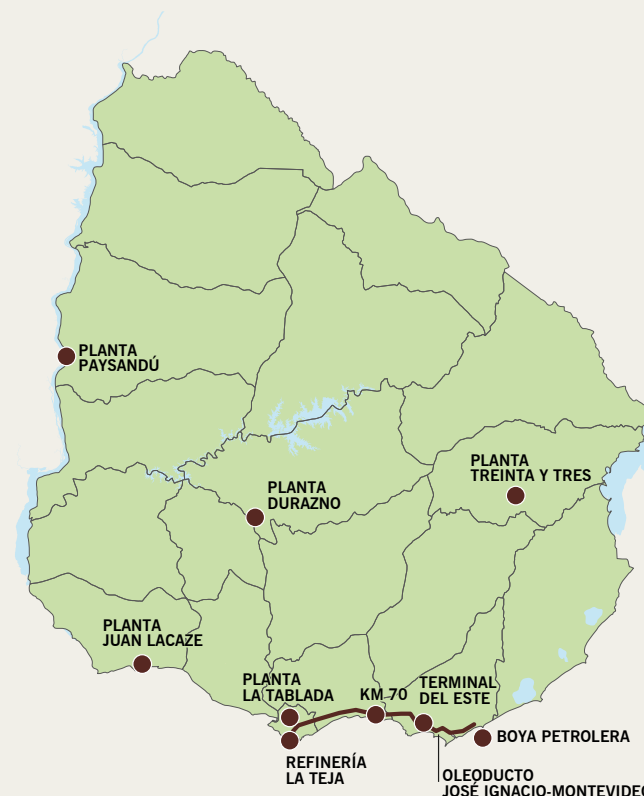 PLANTA
PAYSANDÚ
PLANTA
TREINTA Y TRES
PLANTA
DURAZNO
PLANTA
JUAN LACAZE
PLANTA
LA TABLADA
KM 70
TERMINAL
DEL ESTE
BOYA PETROLERA
REFINERÍA
LA TEJA
OLEODUCTO
JOSÉ IGNACIO-MONTEVIDEO